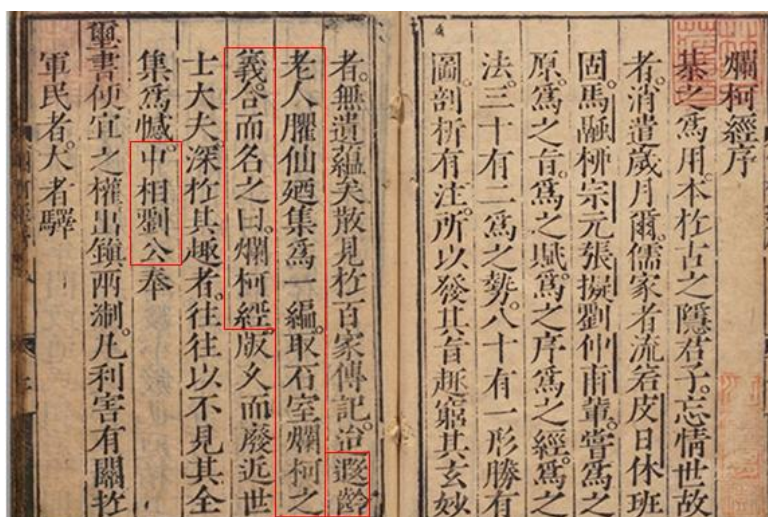 爛柯經序
棊之爲用。本於古之隱君子。忘情世故
者。消遣歲月爾。儒家者流。若皮日休班
固。馬融栁宗元張擬劉仲甫輩。嘗爲之
原。爲之旨。爲之賦。爲之序。爲之經。爲之
法。三十有二爲之勢。八十有一形勝有
圖。剖析有注。所以發其旨趣。窮其玄妙
者。無遺蘊矣。散見於百家傳記。洎遐齡
老人臞仙廼集爲一編。取石室爛柯之
義。合而名之曰。爛柯經。版久而廢。近世
士大夫深於其趣者。往往以不見其全
集爲憾。中相劉公奉
璽書便宜之權出鎮兩淛。凡利害有關於
軍民者。大者驛